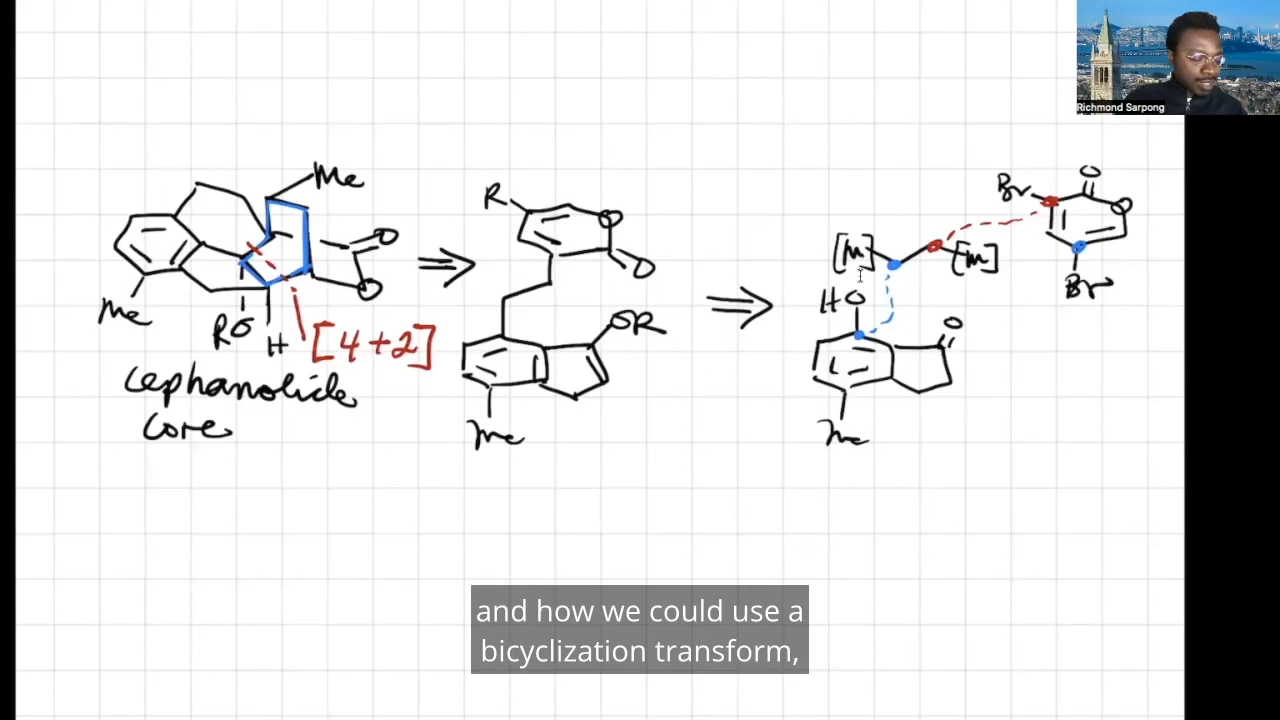 Richmond Sarpong
Me
O
O
Me
RO
H
[4+2]
cephanolide
core
R
O
O
OR
Me
Br
O
O
Br
[M]
[M]
HO
O
Me
and how we could use a
bicyclization transform,